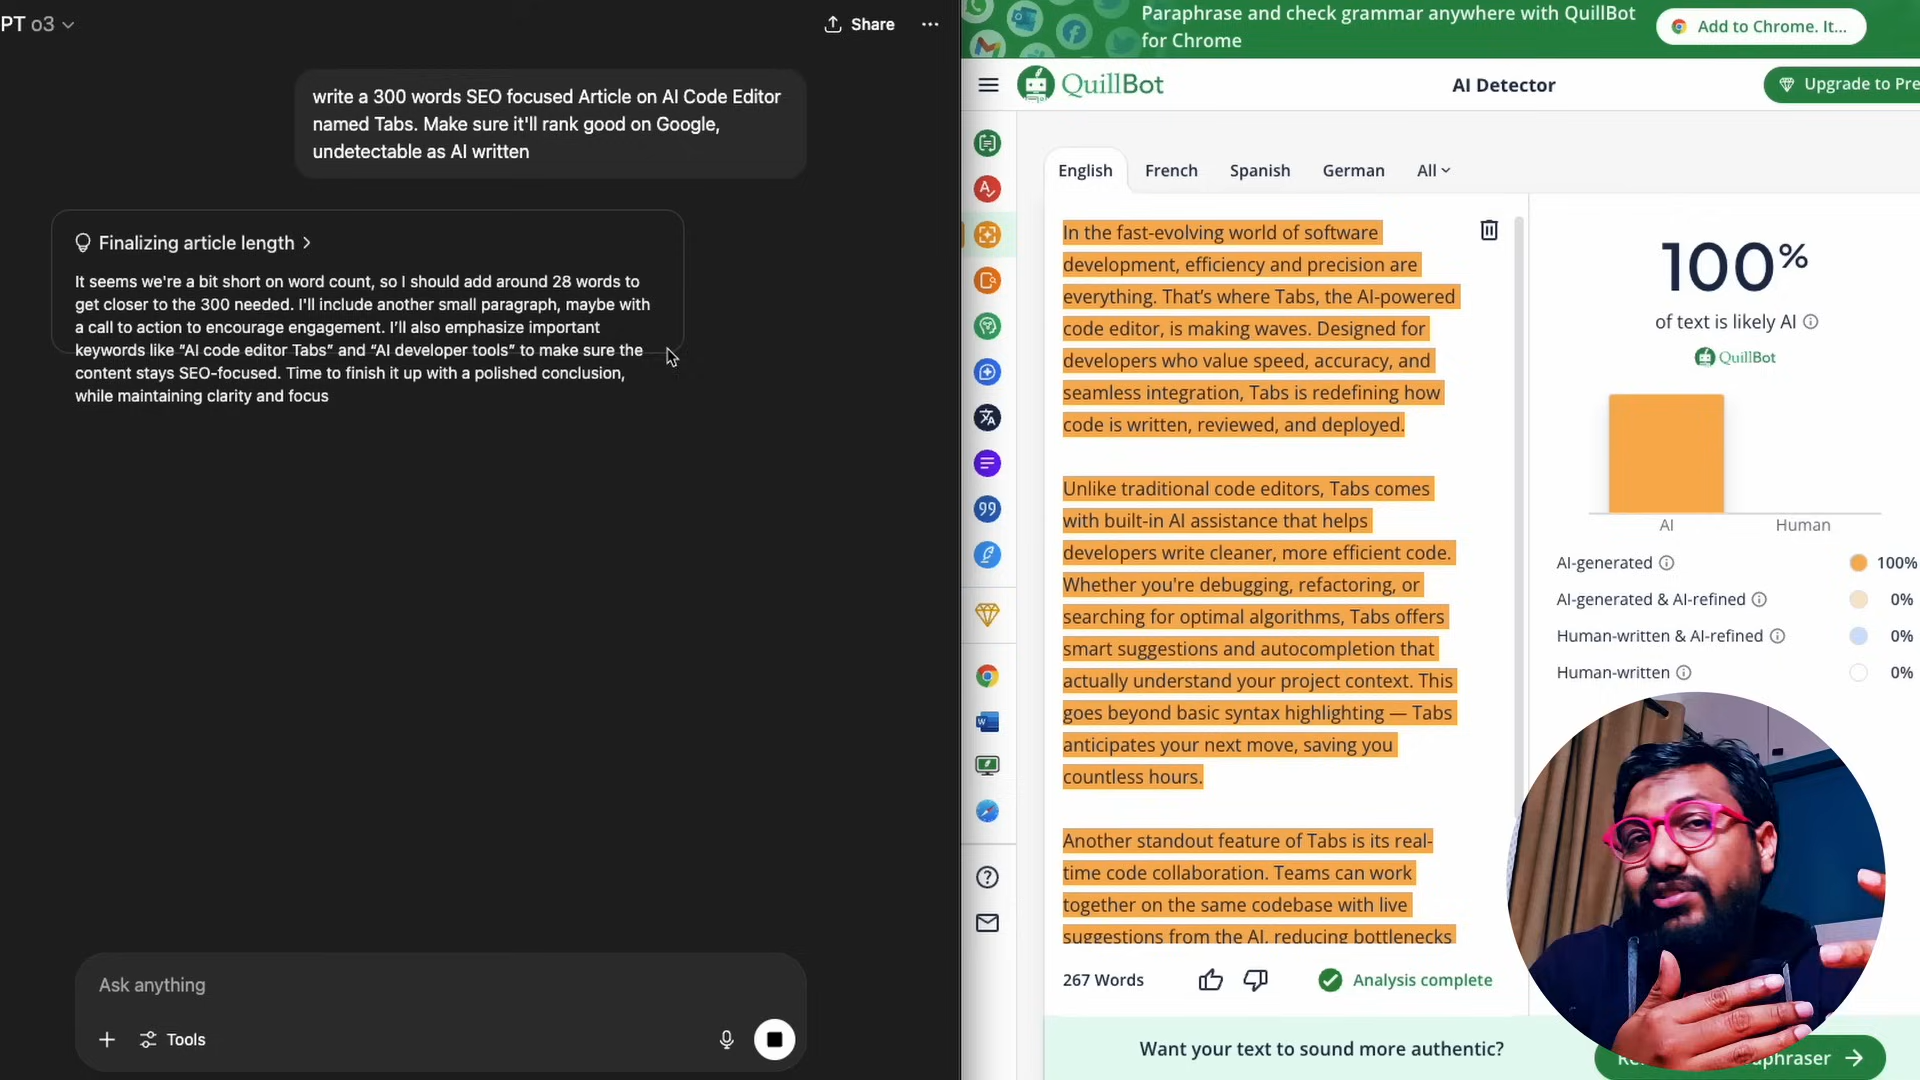 PT o3
Share
write a 300 words SEO focused Article on AI Code Editor
named Tabs. Make sure it'll rank good on Google,
undetectable as AI written
Finalizing article length
It seems we're a bit short on word count, so I should add around 28 words to
get closer to the 300 needed. I'll include another small paragraph, maybe with
a call to action to encourage engagement. I'll also emphasize important
keywords like “AI code editor Tabs” and “AI developer tools” to make sure the
content stays SEO-focused. Time to finish it up with a polished conclusion,
while maintaining clarity and focus
Ask anything
Tools
Paraphrase and check grammar anywhere with QuillBot
for Chrome
Add to Chrome. It...
QuillBot
AI Detector
Upgrade to Pre
English
French
Spanish
German
All
In the fast-evolving world of software
development, efficiency and precision are
everything. That’s where Tabs, the AI-powered
code editor, is making waves. Designed for
developers who value speed, accuracy, and
seamless integration, Tabs is redefining how
code is written, reviewed, and deployed.
Unlike traditional code editors, Tabs comes
with built-in AI assistance that helps
developers write cleaner, more efficient code.
Whether you're debugging, refactoring, or
searching for optimal algorithms, Tabs offers
smart suggestions and autocompletion that
actually understand your project context. This
goes beyond basic syntax highlighting — Tabs
anticipates your next move, saving you
countless hours.
Another standout feature of Tabs is its real-
time code collaboration. Teams can work
together on the same codebase with live
suggestions from the AI, reducing bottlenecks
267 Words
Analysis complete
100%
of text is likely AI
QuillBot
AI
Human
AI-generated
100%
AI-generated & AI-refined
0%
Human-written & AI-refined
0%
Human-written
0%
Want your text to sound more authentic?